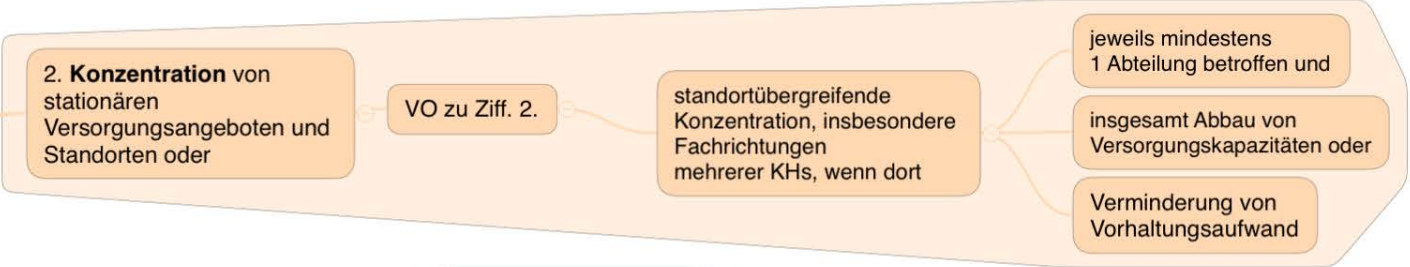 2. Konzentration von
stationären
Versorgungsangeboten und
Standorten oder
VO zu Ziff. 2.
standortübergreifende
Konzentration, insbesondere
Fachrichtungen
mehrerer KHs, wenn dort
jeweils mindestens
1 Abteilung betroffen und
insgesamt Abbau von
Versorgungskapazitäten oder
Verminderung von
Vorhaltungsaufwand